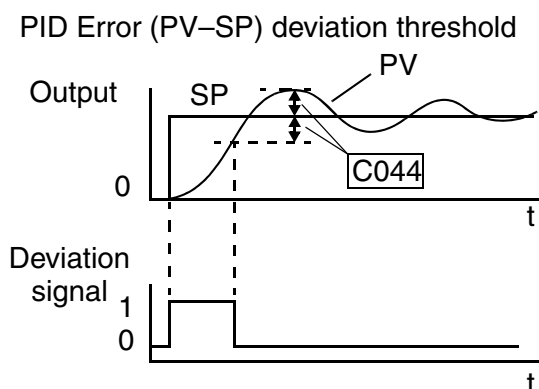 PID Error (PV–SP) deviation threshold
PV
Output
SP
C044
0
t
Deviation
signal
1
0
t